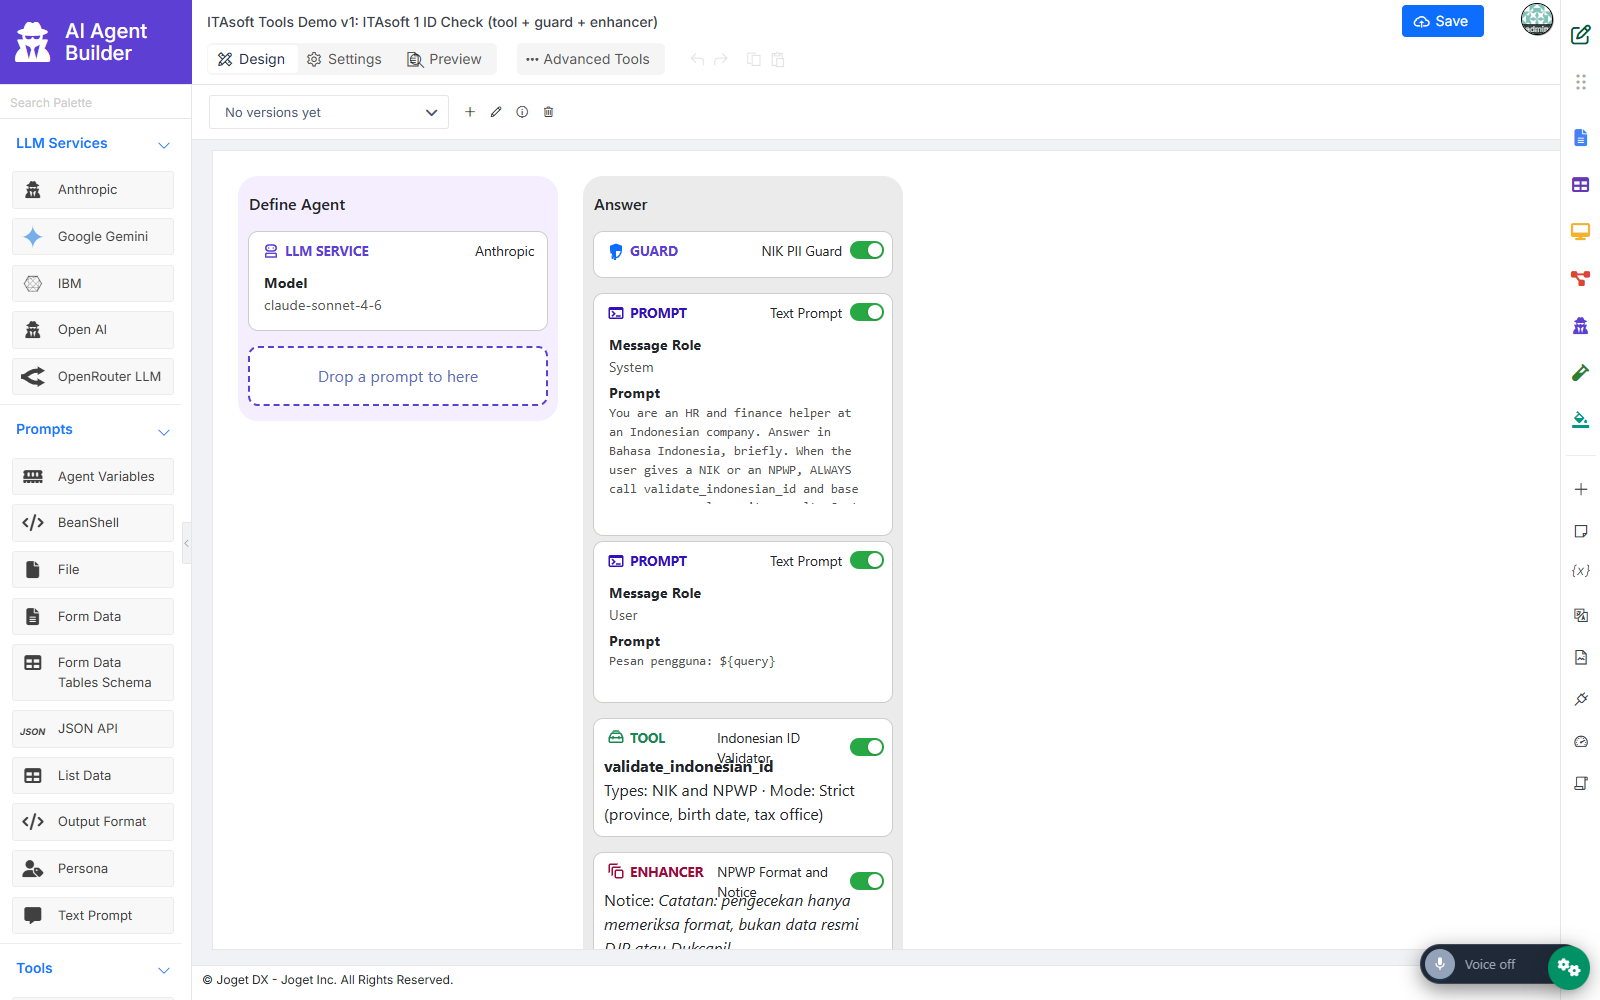 AI Agent
Builder
ITAsoft Tools Demo v1: ITAsoft 1 ID Check (tool + guard + enhancer)
Save
admin
Design
Settings
Preview
Advanced Tools
No versions yet
Search Palette
LLM Services
Anthropic
Google Gemini
IBM
Open AI
OpenRouter LLM
Prompts
Agent Variables
BeanShell
File
Form Data
Form Data
Tables Schema
JSON
JSON API
List Data
Output Format
Persona
Text Prompt
Tools
Define Agent
LLM SERVICE
Anthropic
Model
claude-sonnet-4-6
Drop a prompt to here
Answer
GUARD
NIK PII Guard
PROMPT
Text Prompt
Message Role
System
Prompt
You are an HR and finance helper at
an Indonesian company. Answer in
Bahasa Indonesia, briefly. When the
user gives a NIK or an NPWP, ALWAYS
call validate_indonesian_id and base
PROMPT
Text Prompt
Message Role
User
Prompt
Pesan pengguna: ${query}
TOOL
Indonesian ID
Validator
validate_indonesian_id
Types: NIK and NPWP · Mode: Strict
(province, birth date, tax office)
ENHANCER
NPWP Format and
Notice
Notice: Catatan: pengecekan hanya
memeriksa format, bukan data resmi
DJP atau Dukcapil
{x}
© Joget DX - Joget Inc. All Rights Reserved.
Voice off